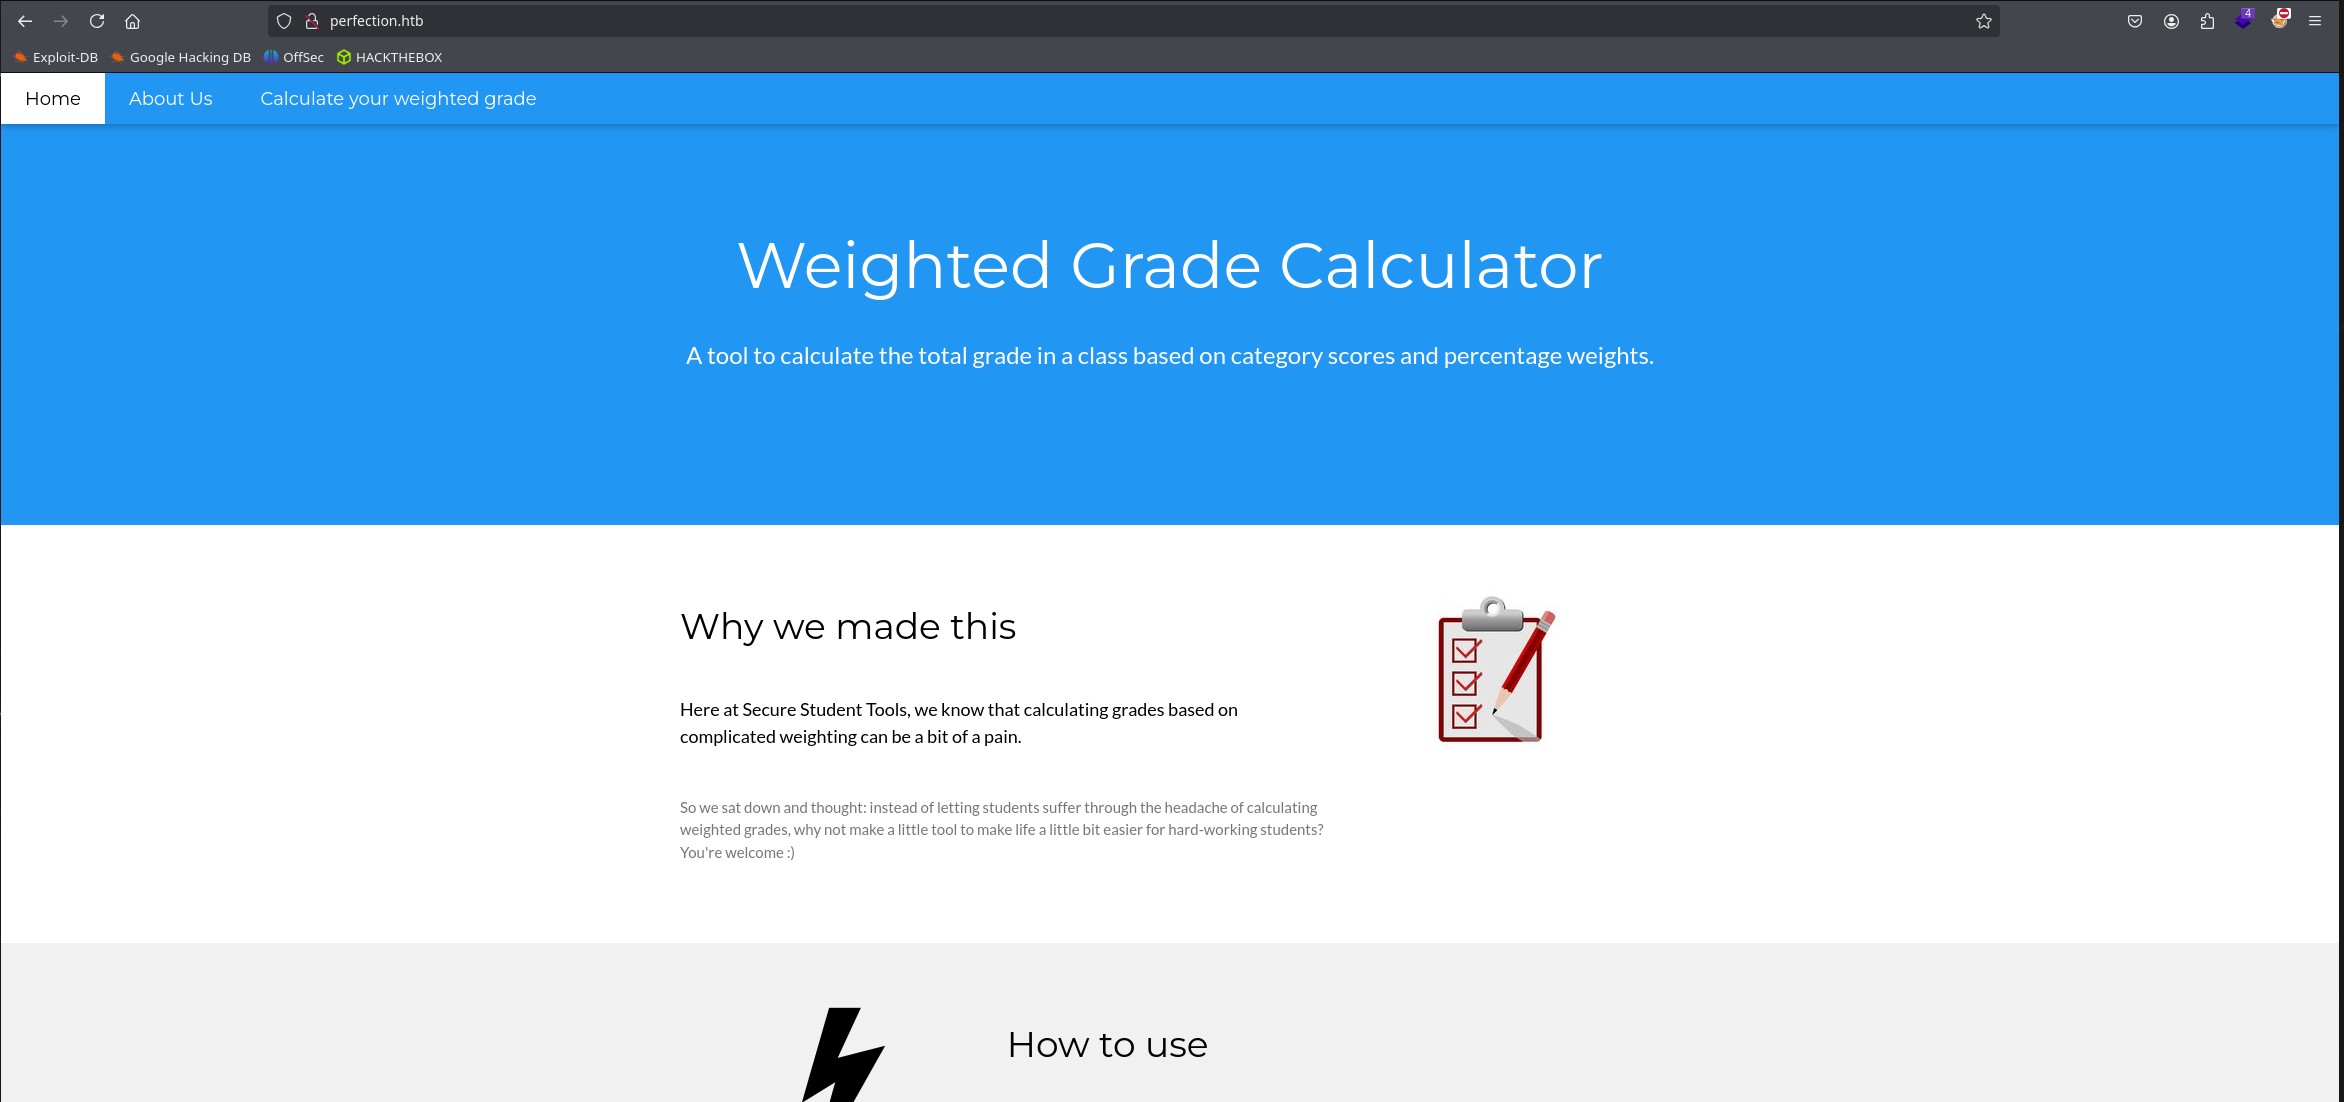 perfection.htb
4
Exploit-DB Google Hacking DB OffSec HACKTHEBOX
Home About Us Calculate your weighted grade
Weighted Grade Calculator
A tool to calculate the total grade in a class based on category scores and percentage weights.
Why we made this
Here at Secure Student Tools, we know that calculating grades based on
complicated weighting can be a bit of a pain.
So we sat down and thought: instead of letting students suffer through the headache of calculating
weighted grades, why not make a little tool to make life a little bit easier for hard-working students?
You're welcome :)
How to use